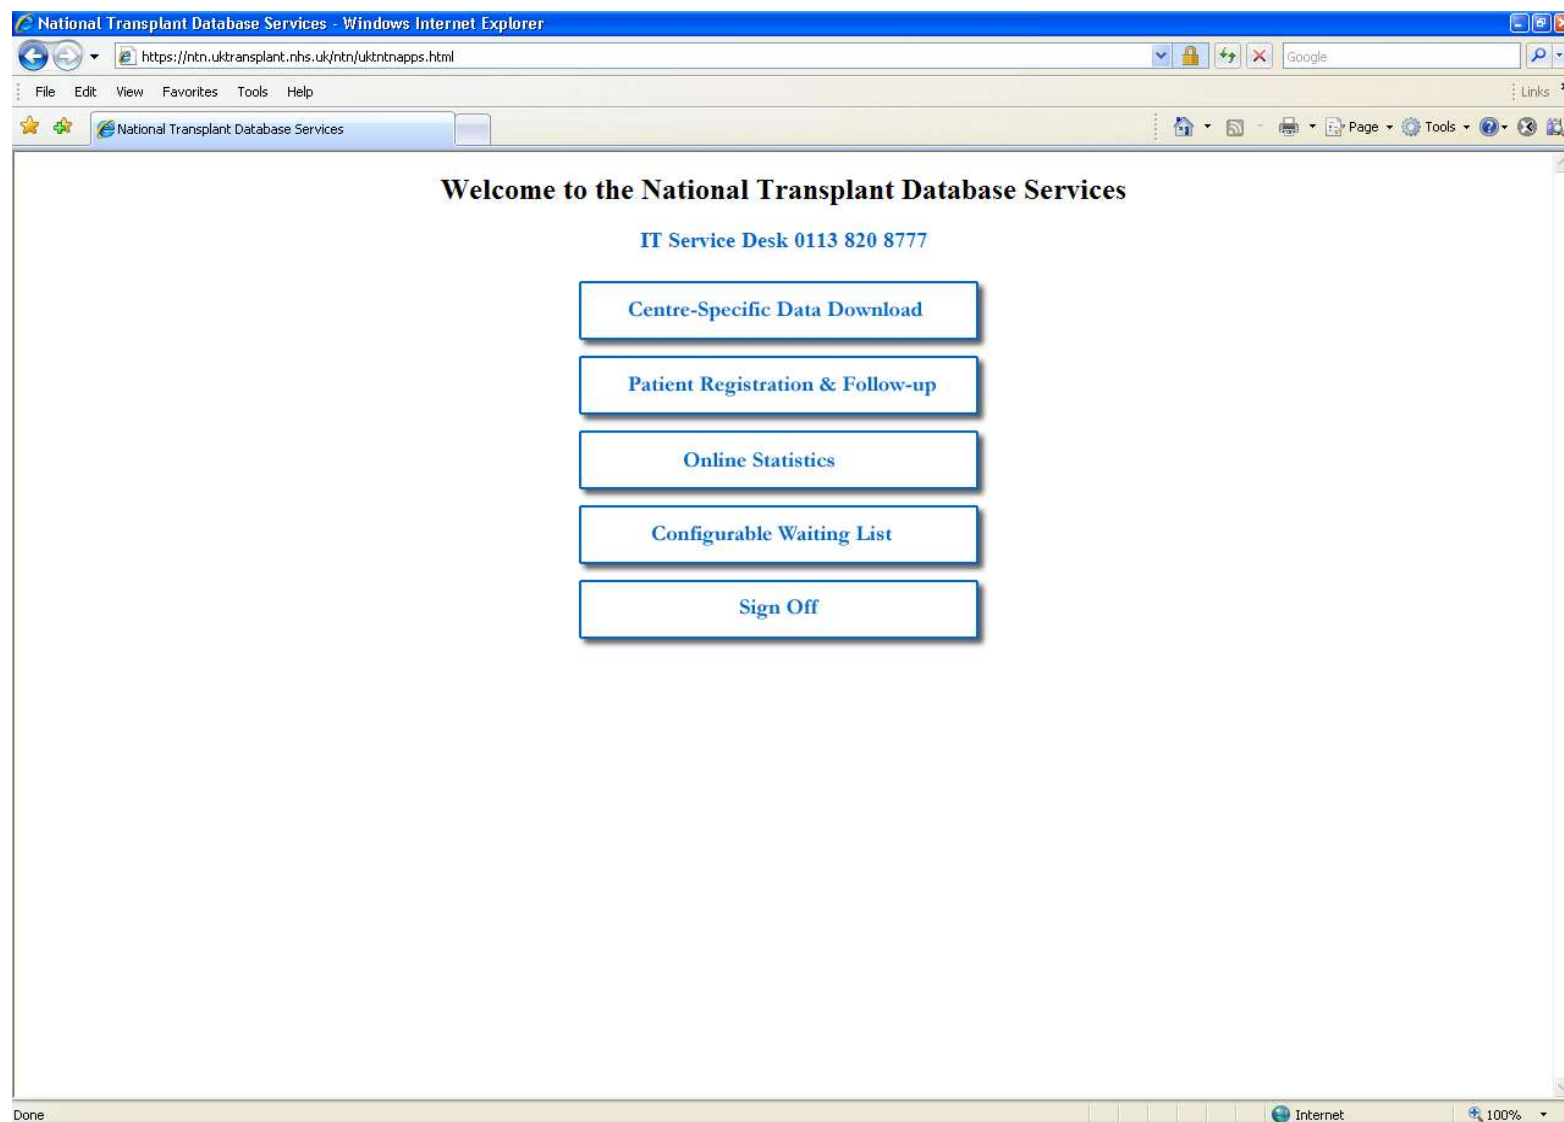 National Transplant Database Services - Windows Internet Explorer
https://ntn.uktransplant.nhs.uk/ntn/uktntnapps.html
Google
File Edit View Favorites Tools Help
Links
National Transplant Database Services
Page Tools
Welcome to the National Transplant Database Services
IT Service Desk 0113 820 8777
Centre-Specific Data Download
Patient Registration & Follow-up
Online Statistics
Configurable Waiting List
Sign Off
Done
Internet
100%